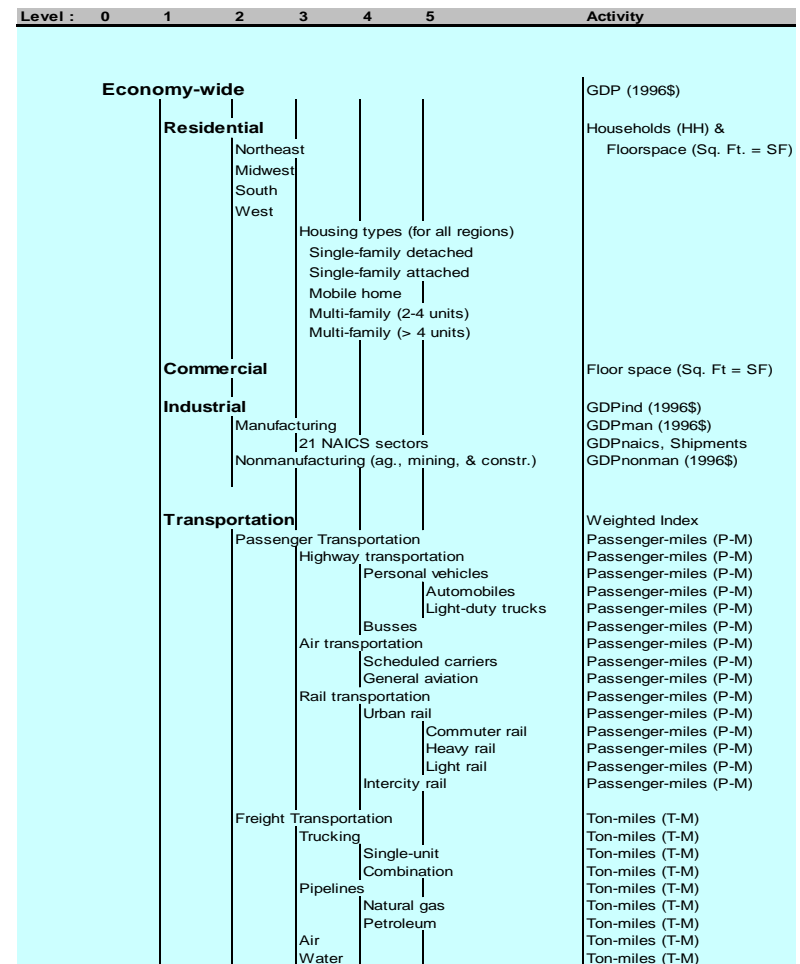 Level : 0 1 2 3 4 5 Activity
Economy-wide GDP (1996$)
Residential Households (HH) &
Northeast Floorspace (Sq. Ft. = SF)
Midwest
South
West
Housing types (for all regions)
Single-family detached
Single-family attached
Mobile home
Multi-family (2-4 units)
Multi-family (> 4 units)
Commercial Floor space (Sq. Ft = SF)
Industrial GDPind (1996$)
Manufacturing GDPman (1996$)
21 NAICS sectors GDPnaics, Shipments
Nonmanufacturing (ag., mining, & constr.) GDPnonman (1996$)
Transportation Weighted Index
Passenger Transportation Passenger-miles (P-M)
Highway transportation Passenger-miles (P-M)
Personal vehicles Passenger-miles (P-M)
Automobiles Passenger-miles (P-M)
Light-duty trucks Passenger-miles (P-M)
Busses Passenger-miles (P-M)
Air transportation Passenger-miles (P-M)
Scheduled carriers Passenger-miles (P-M)
General aviation Passenger-miles (P-M)
Rail transportation Passenger-miles (P-M)
Urban rail Passenger-miles (P-M)
Commuter rail Passenger-miles (P-M)
Heavy rail Passenger-miles (P-M)
Light rail Passenger-miles (P-M)
Intercity rail Passenger-miles (P-M)
Freight Transportation Ton-miles (T-M)
Trucking Ton-miles (T-M)
Single-unit Ton-miles (T-M)
Combination Ton-miles (T-M)
Pipelines Ton-miles (T-M)
Natural gas Ton-miles (T-M)
Petroleum Ton-miles (T-M)
Air Ton-miles (T-M)
Water Ton-miles (T-M)